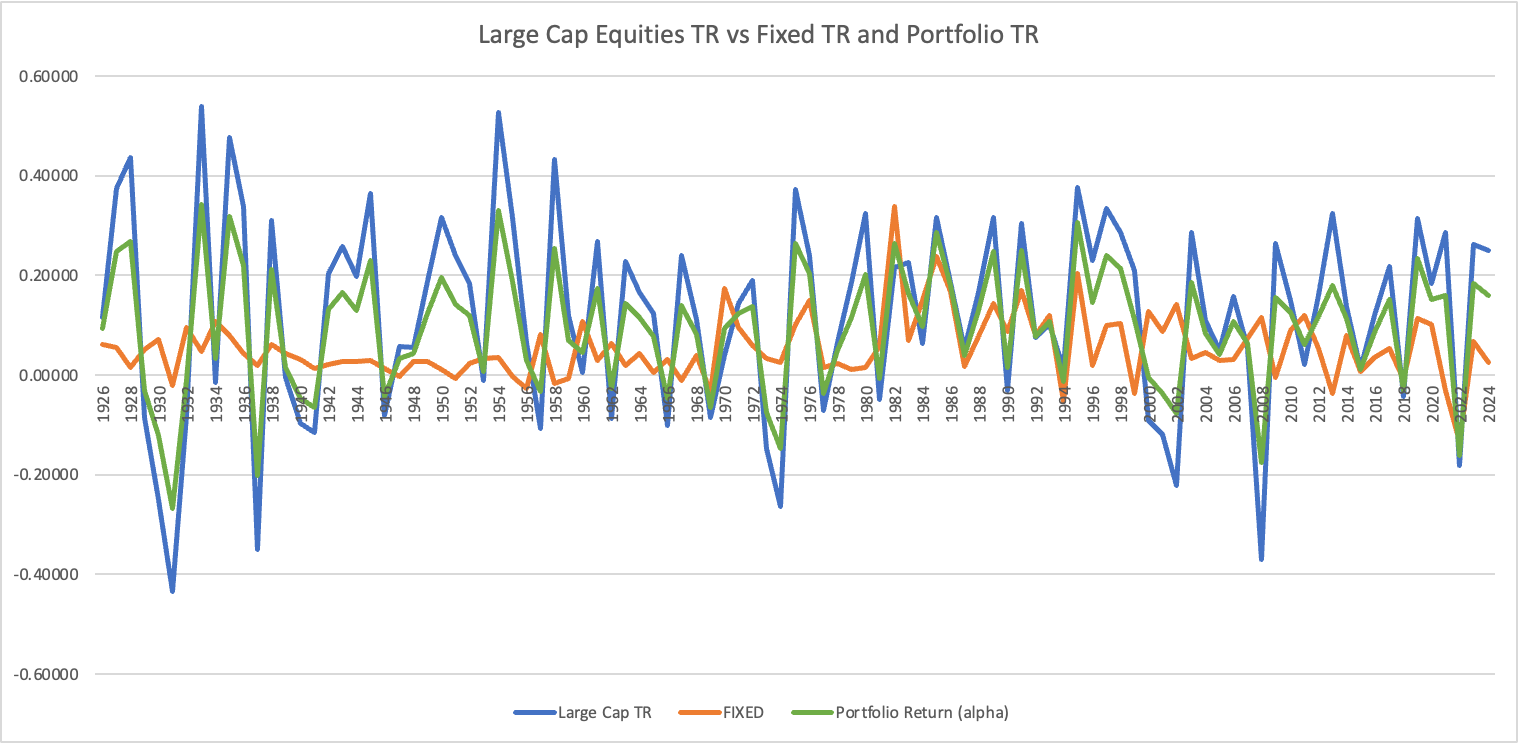 Large Cap Equities TR vs Fixed TR and Portfolio TR
0.60000
0.40000
0.20000
0.00000
-0.20000
-0.40000
-0.60000
1926 1928 1930 1932 1934 1936 1938 1940 1942 1944 1946 1948 1950 1952 1954 1956 1958 1960 1962 1964 1966 1968 1970 1972 1974 1976 1978 1980 1982 1984 1986 1988 1990 1992 1994 1996 1998 2000 2002 2004 2006 2008 2010 2012 2014 2016 2018 2020 2022 2024
Large Cap TR FIXED Portfolio Return (alpha)